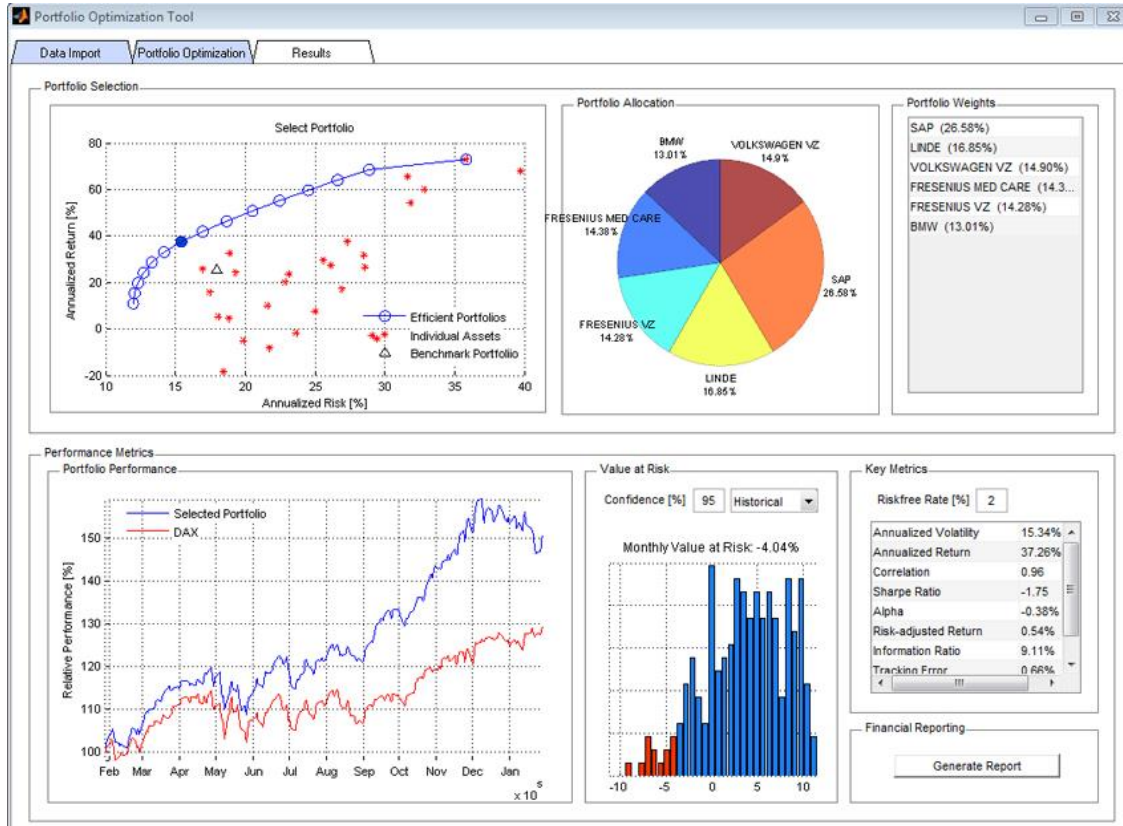 Portfolio Optimization Tool
Data Import
Portfolio Optimization
Results
Portfolio Selection
Select Portfolio
80
60
40
20
0
-20
10
15
20
25
30
35
40
Annualized Return [%]
Annualized Risk [%]
Efficient Portfolios
Individual Assets
Benchmark Portfoliio
Portfolio Allocation
BMW
13.01%
VOLKSWAGEN VZ
14.9%
FRESENIUS MED CARE
14.38%
SAP
26.58%
FRESENIUS VZ
14.28%
LINDE
16.85%
Portfolio Weights
SAP (26.58%)
LINDE (16.85%)
VOLKSWAGEN VZ (14.90%)
FRESENIUS MED CARE (14.3...
FRESENIUS VZ (14.28%)
BMW (13.01%)
Performance Metrics
Portfolio Performance
Selected Portfolio
DAX
150
140
130
120
110
100
Relative Performance [%]
Feb Mar Apr May Jun Jul Aug Sep Oct Nov Dec Jan
x 10^5
Value at Risk
Confidence [%] 95 Historical
Monthly Value at Risk: -4.04%
-10 -5 0 5 10
Key Metrics
Riskfree Rate [%] 2
Annualized Volatility 15.34%
Annualized Return 37.26%
Correlation 0.96
Sharpe Ratio -1.75
Alpha -0.38%
Risk-adjusted Return 0.54%
Information Ratio 9.11%
Tracking Error 0.66%
Financial Reporting
Generate Report